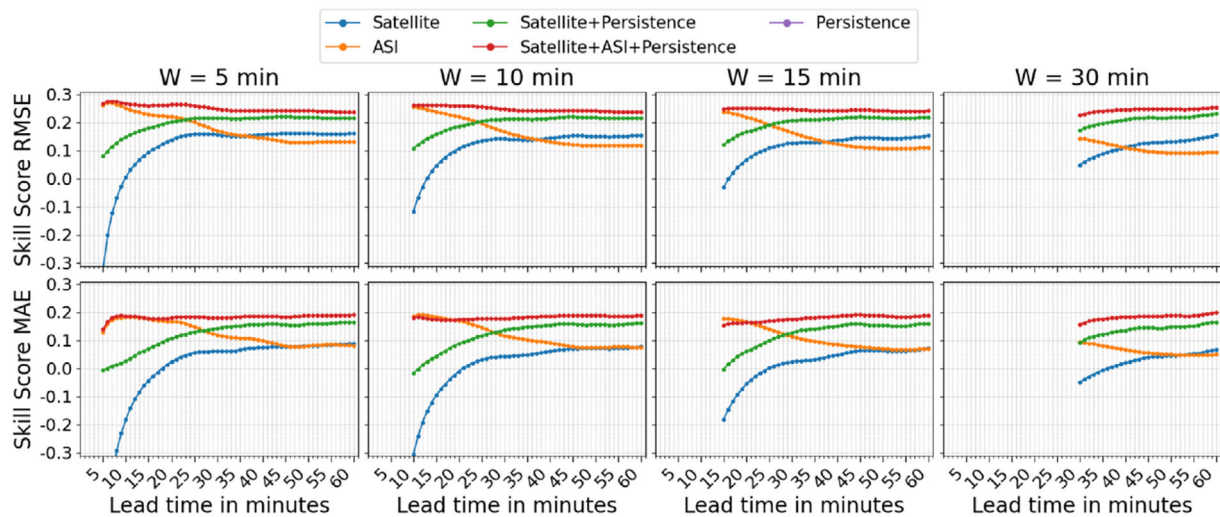 Satellite Satellite+Persistence Persistence
ASI Satellite+ASI+Persistence
W = 5 min W = 10 min W = 15 min W = 30 min
Skill Score RMSE
0.3
0.2
0.1
0.0
-0.1
-0.2
-0.3
Skill Score MAE
0.3
0.2
0.1
0.0
-0.1
-0.2
-0.3
5 10 15 20 25 30 35 40 45 50 55 60 5 10 15 20 25 30 35 40 45 50 55 60 5 10 15 20 25 30 35 40 45 50 55 60 5 10 15 20 25 30 35 40 45 50 55 60
Lead time in minutes Lead time in minutes Lead time in minutes Lead time in minutes